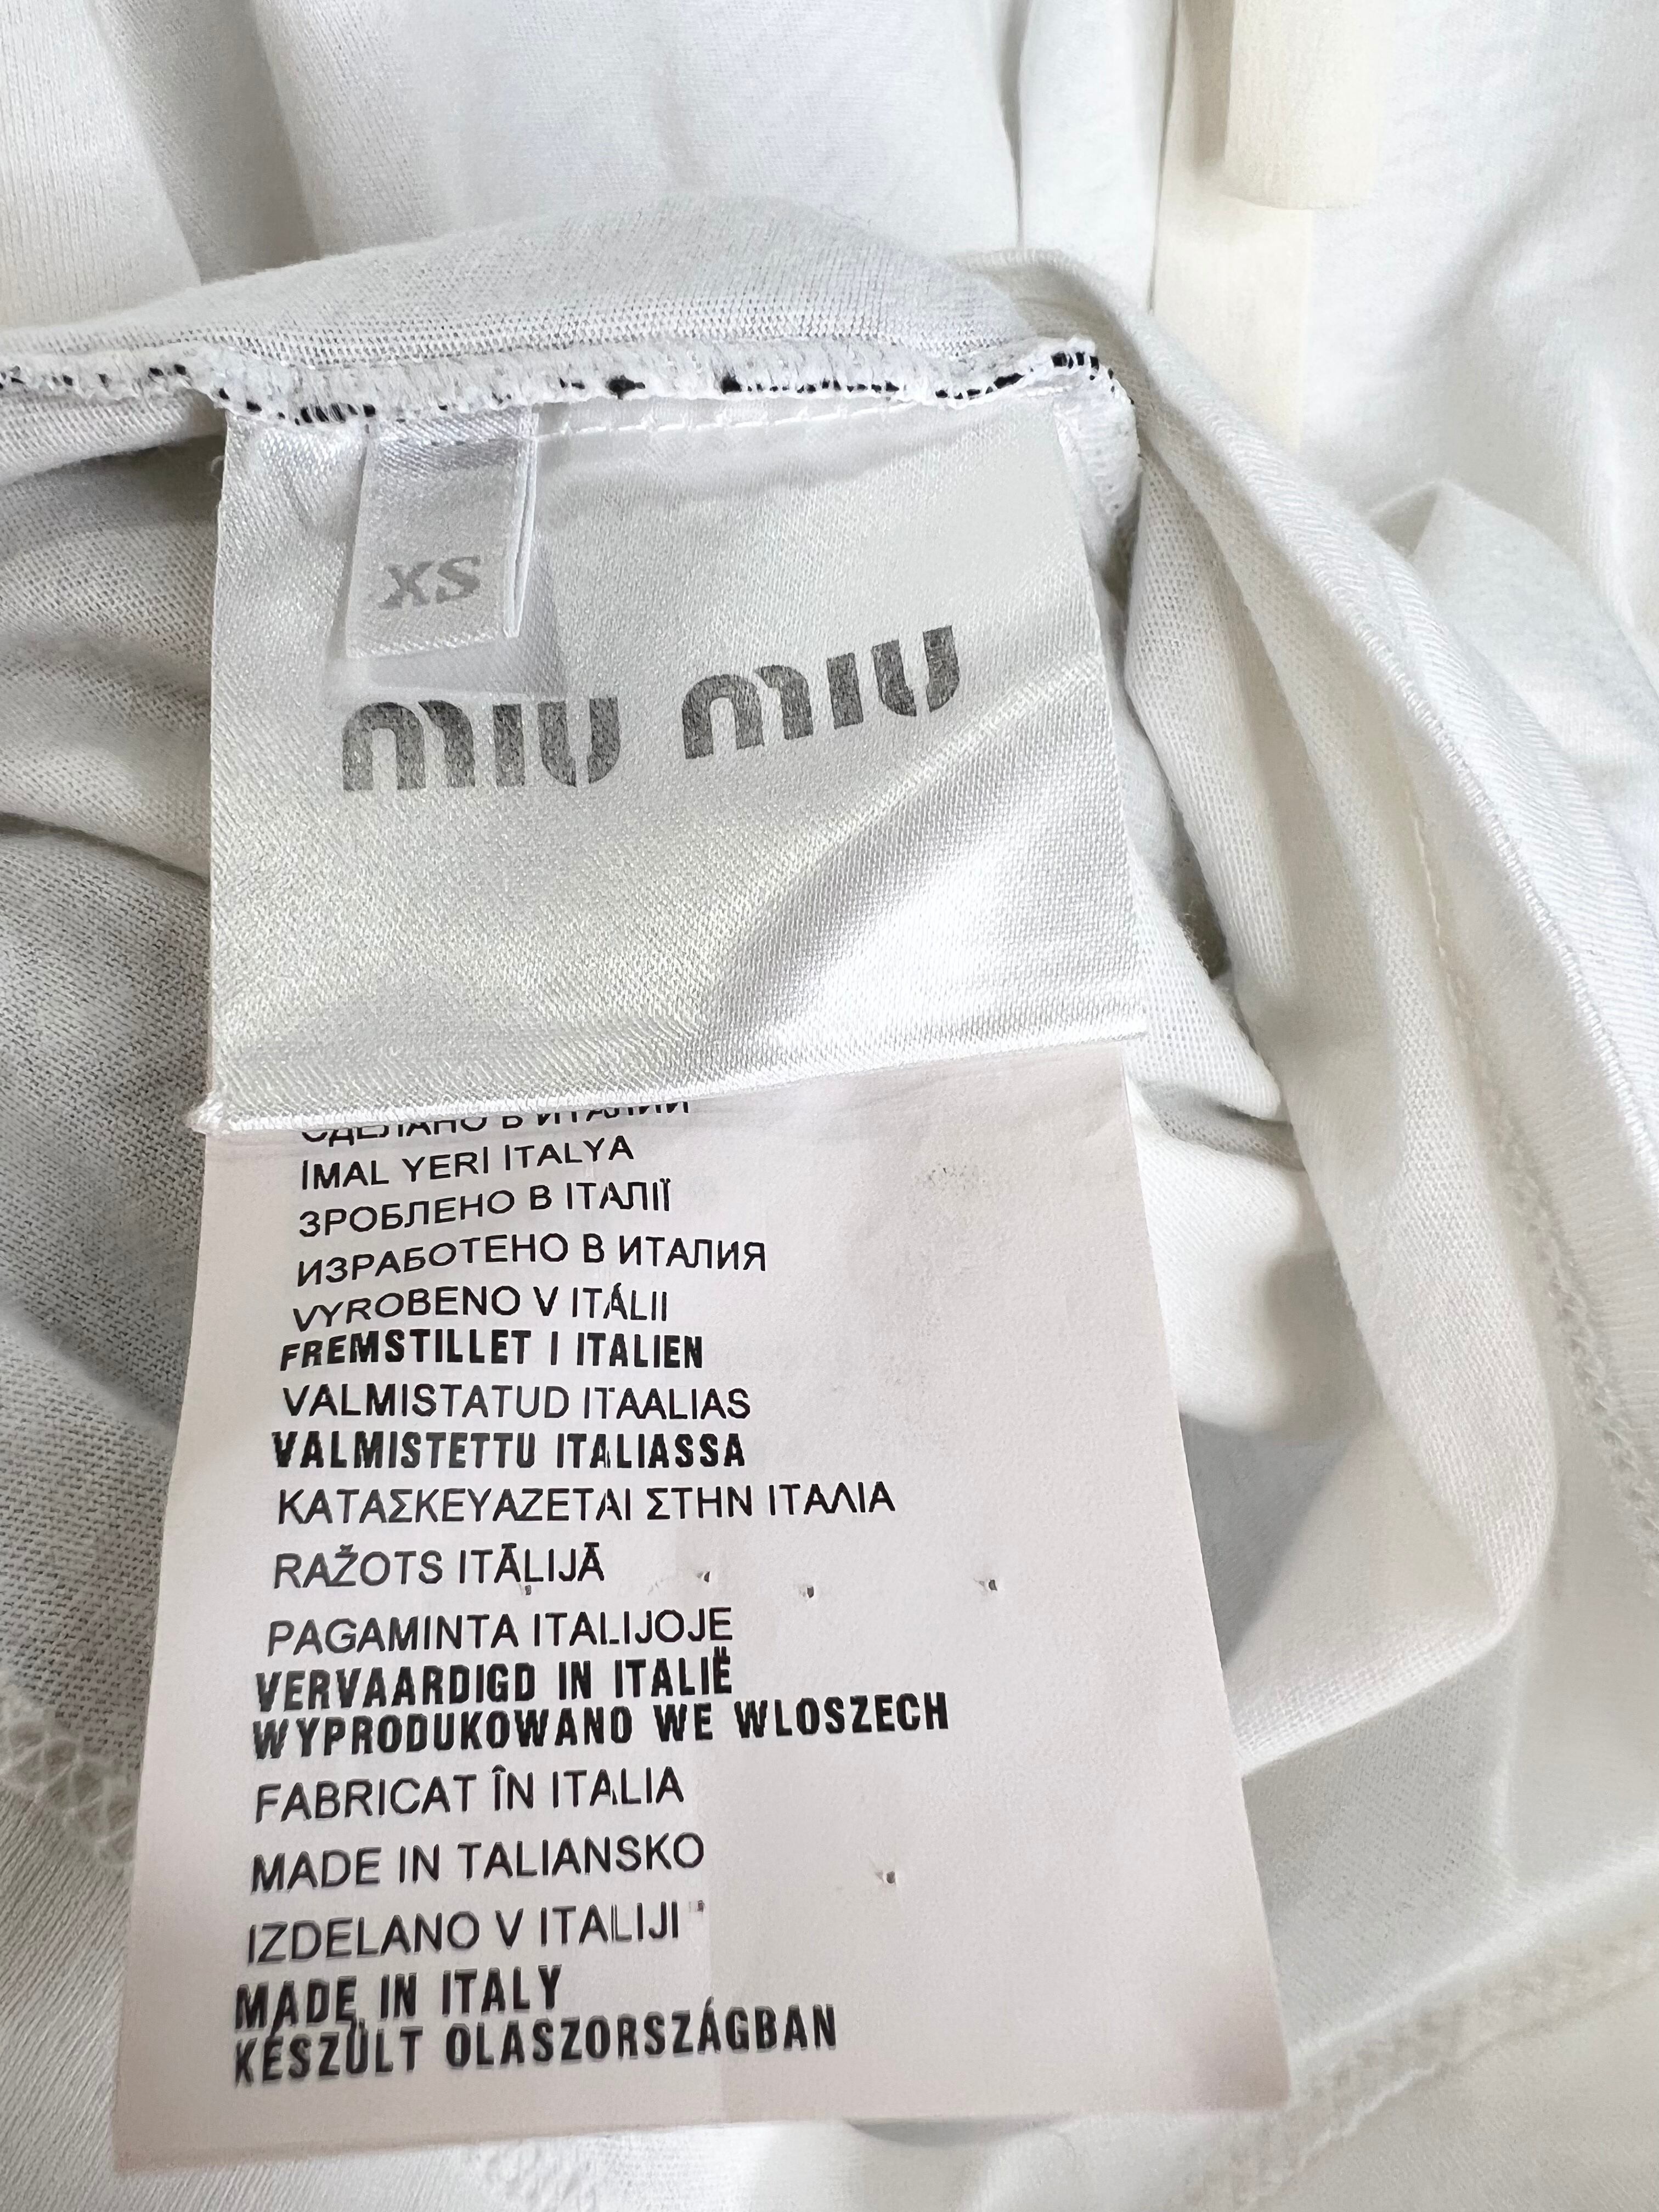 XS
miu miu
СДЕЛАНО В ИТАЛИИ
İMAL YERİ İTALYA
ЗРОБЛЕНО В ІТАЛІЇ
ИЗРАБОТЕНО В ИТАЛИЯ
VYROBENO V ITÁLII
FREMSTILLET I ITALIEN
VALMISTATUD ITAALIAS
VALMISTETTU ITALIASSA
ΚΑΤΑΣΚΕΥΑΖΕΤΑΙ ΣΤΗΝ ΙΤΑΛΙΑ
RAŽOTS ITĀLIJĀ
PAGAMINTA ITALIJOJE
VERVAARDIGD IN ITALIË
WYPRODUKOWANO WE WLOSZECH
FABRICAT ÎN ITALIA
MADE IN TALIANSKO
IZDELANO V ITALIJI
MADE IN ITALY
KÉSZÜLT OLASZORSZÁGBAN